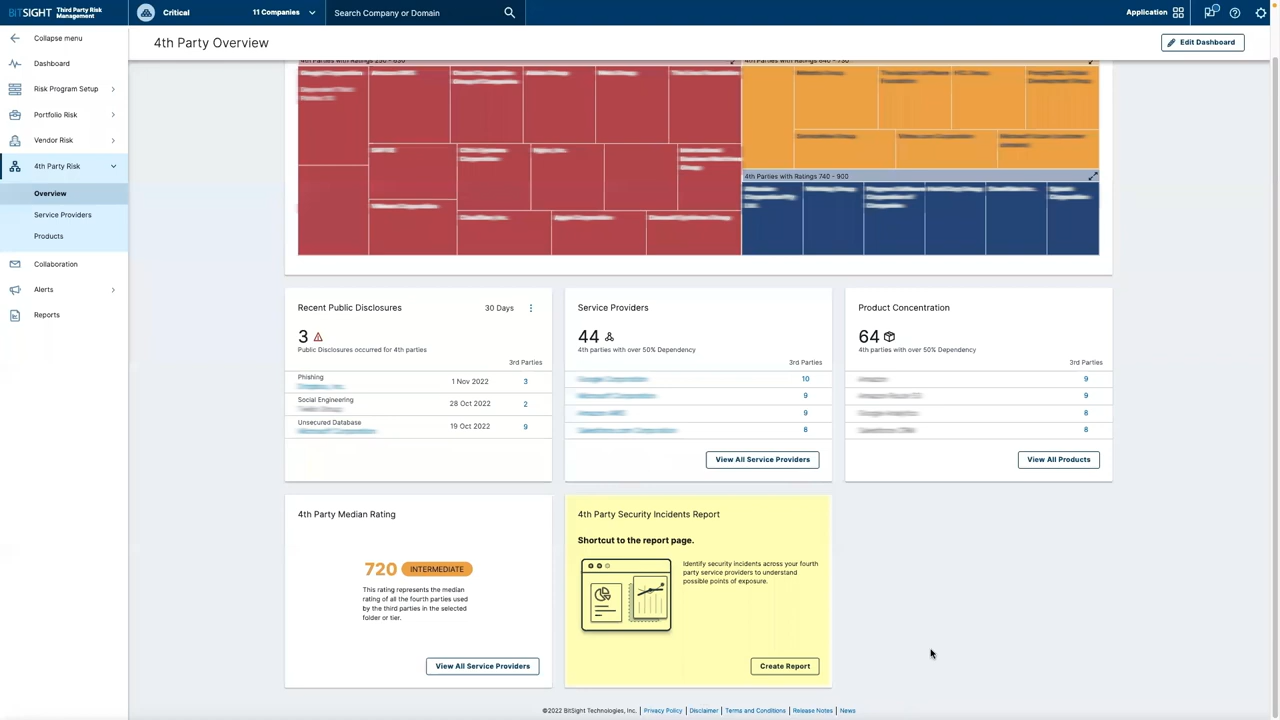 BITSIGHT
Third Party Risk
Management
Critical
11 Companies
Search Company or Domain
Application
Collapse menu
Dashboard
Risk Program Setup
Portfolio Risk
Vendor Risk
4th Party Risk
Overview
Service Providers
Products
Collaboration
Alerts
Reports
4th Party Overview
Edit Dashboard
4th Parties with Ratings 740 - 900
Recent Public Disclosures
30 Days
3
Public Disclosures occurred for 4th parties
3rd Parties
Phishing
1 Nov 2022
3
Social Engineering
28 Oct 2022
2
Unsecured Database
19 Oct 2022
9
Service Providers
44
4th parties with over 50% Dependency
3rd Parties
10
9
9
8
View All Service Providers
Product Concentration
64
4th parties with over 50% Dependency
3rd Parties
9
9
8
8
View All Products
4th Party Median Rating
720 INTERMEDIATE
This rating represents the median
rating of all the fourth parties used
by the third parties in the selected
folder or tier.
View All Service Providers
4th Party Security Incidents Report
Shortcut to the report page.
Identify security incidents across your fourth
party service providers to understand
possible points of exposure.
Create Report
©2022 BitSight Technologies, Inc. | Privacy Policy | Disclaimer | Terms and Conditions | Release Notes | News